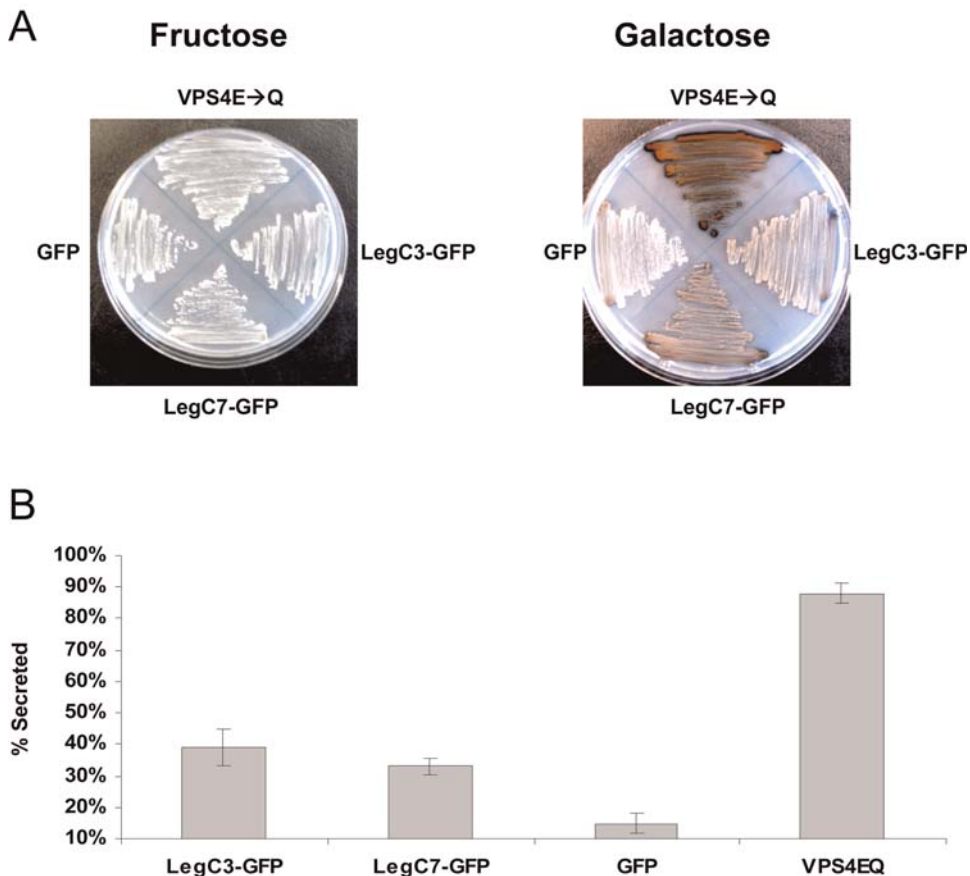 A
Fructose
Galactose
VPS4E→Q
VPS4E→Q
GFP
LegC3-GFP
GFP
LegC3-GFP
LegC7-GFP
LegC7-GFP
B
100%
90%
80%
70%
60%
50%
40%
30%
20%
10%
% Secreted
LegC3-GFP
LegC7-GFP
GFP
VPS4EQ